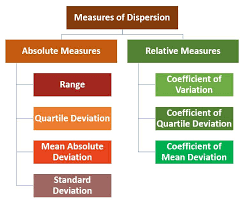 Measures of Dispersion
Absolute Measures
Relative Measures
Range
Quartile Deviation
Mean Absolute
Deviation
Standard
Deviation
Coefficient of
Variation
Coefficient of
Quartile Deviation
Coefficient of
Mean Deviation